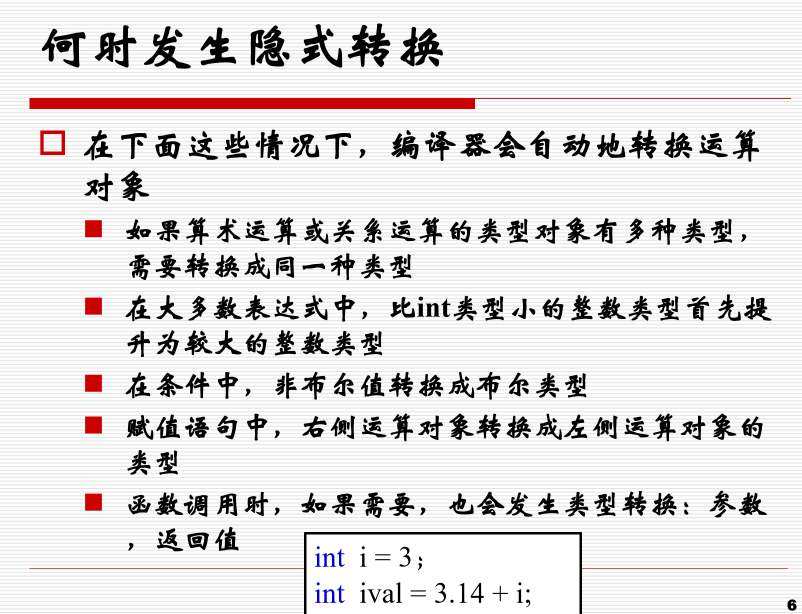 何时发生隐式转换
在下面这些情况下，编译器会自动地转换运算
对象
如果算术运算或关系运算的类型对象有多种类型，
需要转换成同一种类型
在大多数表达式中，比int类型小的整数类型首先提
升为较大的整数类型
在条件中，非布尔值转换成布尔类型
赋值语句中，右侧运算对象转换成左侧运算对象的
类型
函数调用时，如果需要，也会发生类型转换：参数
，返回值
int i = 3；
int ival = 3.14 + i;
6